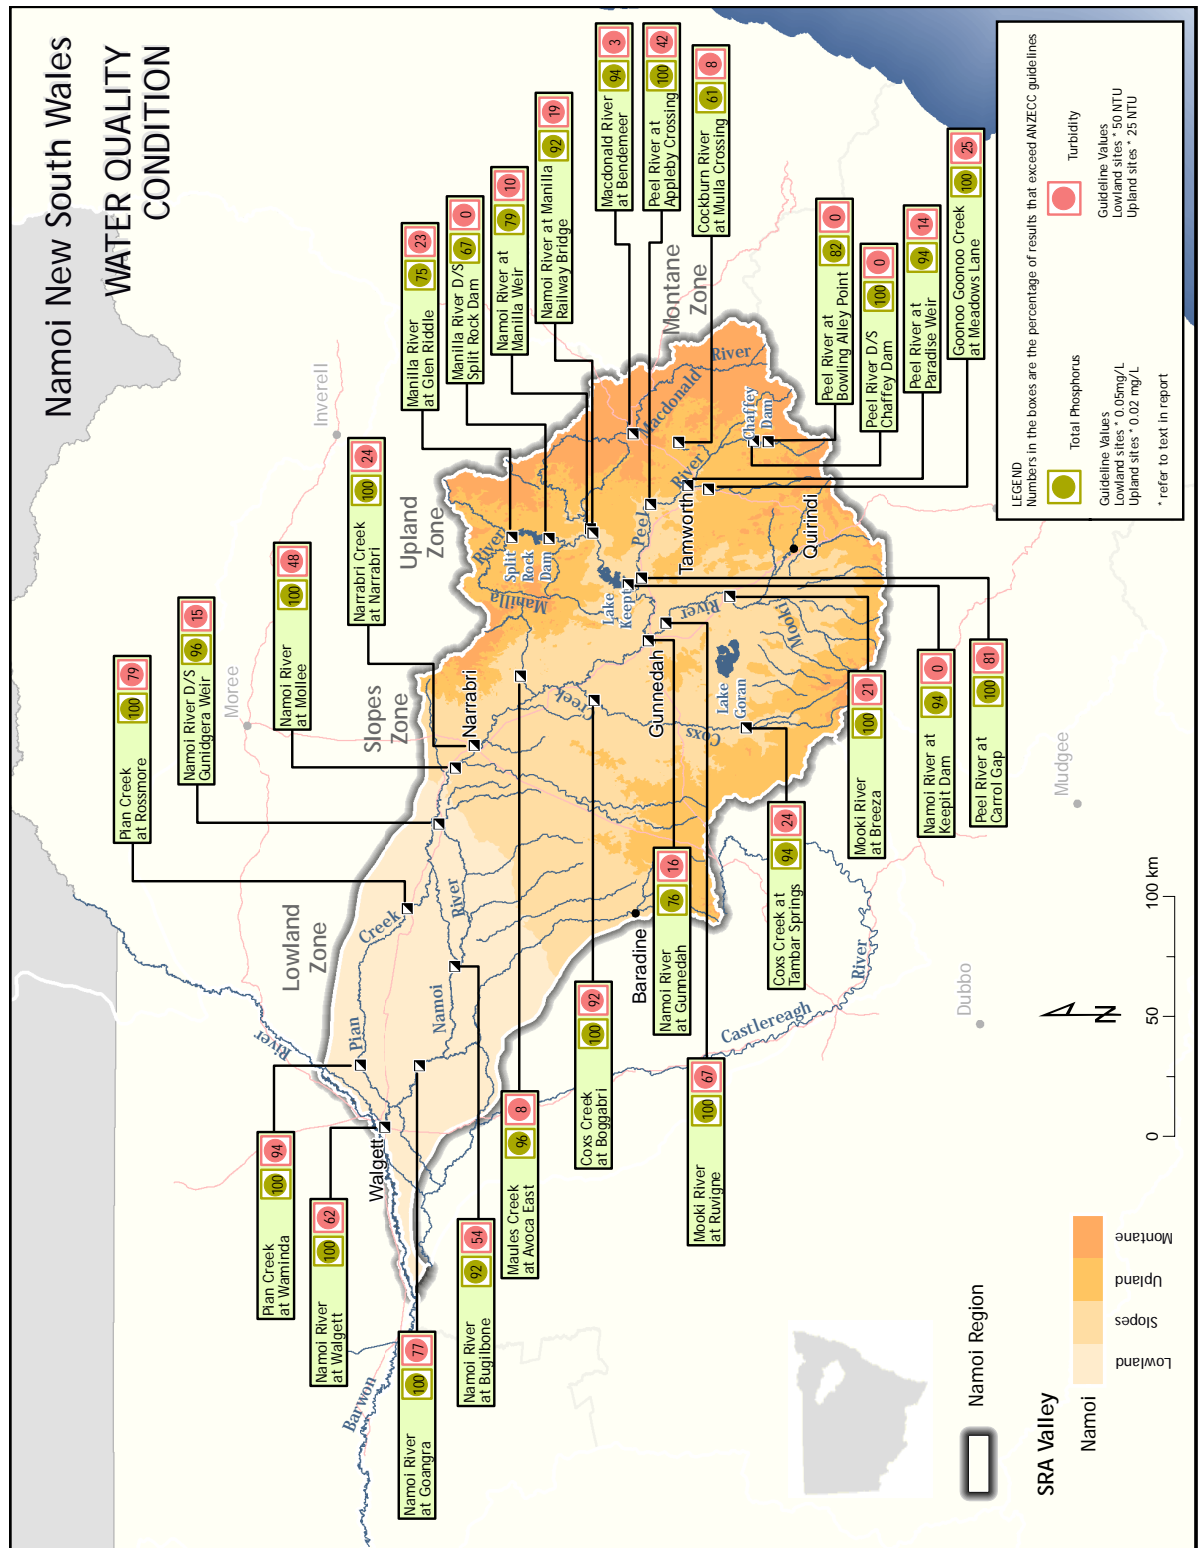 Namoi New South Wales
WATER QUALITY
CONDITION
Inverell
Moree
Mudgee
Dubbo
Lowland
Zone
Slopes
Zone
Upland
Zone
Montane
Zone
Pian Creek
at Waminda
100
94
Namoi River
at Walgett
100
62
Namoi River
at Goangra
100
77
Namoi River
at Bugilbone
92
54
Pian Creek
at Rossmore
100
79
Namoi River D/S
Gunidgera Weir
96
15
Namoi River
at Mollee
100
48
Narrabri Creek
at Narrabri
100
24
Manilla River
at Glen Riddle
75
23
Manilla River D/S
Split Rock Dam
67
0
Namoi River at
Manilla Weir
79
10
Namoi River at Manilla
Railway Bridge
92
19
Macdonald River
at Bendemeer
94
3
Peel River at
Appleby Crossing
100
42
Cockburn River
at Mulla Crossing
61
8
Peel River at
Bowling Alley Point
82
0
Peel River D/S
Chaffey Dam
100
0
Peel River at
Paradise Weir
94
14
Goonoo Goonoo Creek
at Meadows Lane
100
25
Maules Creek
at Avoca East
96
8
Coxs Creek
at Boggabri
100
92
Namoi River
at Gunnedah
76
16
Mooki River
at Ruvigne
100
67
Coxs Creek at
Tambar Springs
94
24
Mooki River
at Breeza
100
21
Namoi River at
Keepit Dam
94
0
Peel River at
Carrol Gap
100
81
Walgett
Narrabri
Gunnedah
Tamworth
Quirindi
Baradine
Barwon
River
Pian
Creek
Namoi
River
Castlereagh
River
Coxs
Creek
Mooki
River
Manilla
River
Peel
River
Macdonald
River
Split
Rock
Dam
Lake
Keepit
Lake
Goran
Chaffey
Dam
LEGEND
Numbers in the boxes are the percentage of results that exceed ANZECC guidelines
Total Phosphorus
Guideline Values
Lowland sites * 0.05mg/L
Upland sites * 0.02 mg/L
Turbidity
Guideline Values
Lowland sites * 50 NTU
Upland sites * 25 NTU
* refer to text in report
N
0
50
100 km
Namoi Region
SRA Valley
Namoi
Lowland
Slopes
Upland
Montane